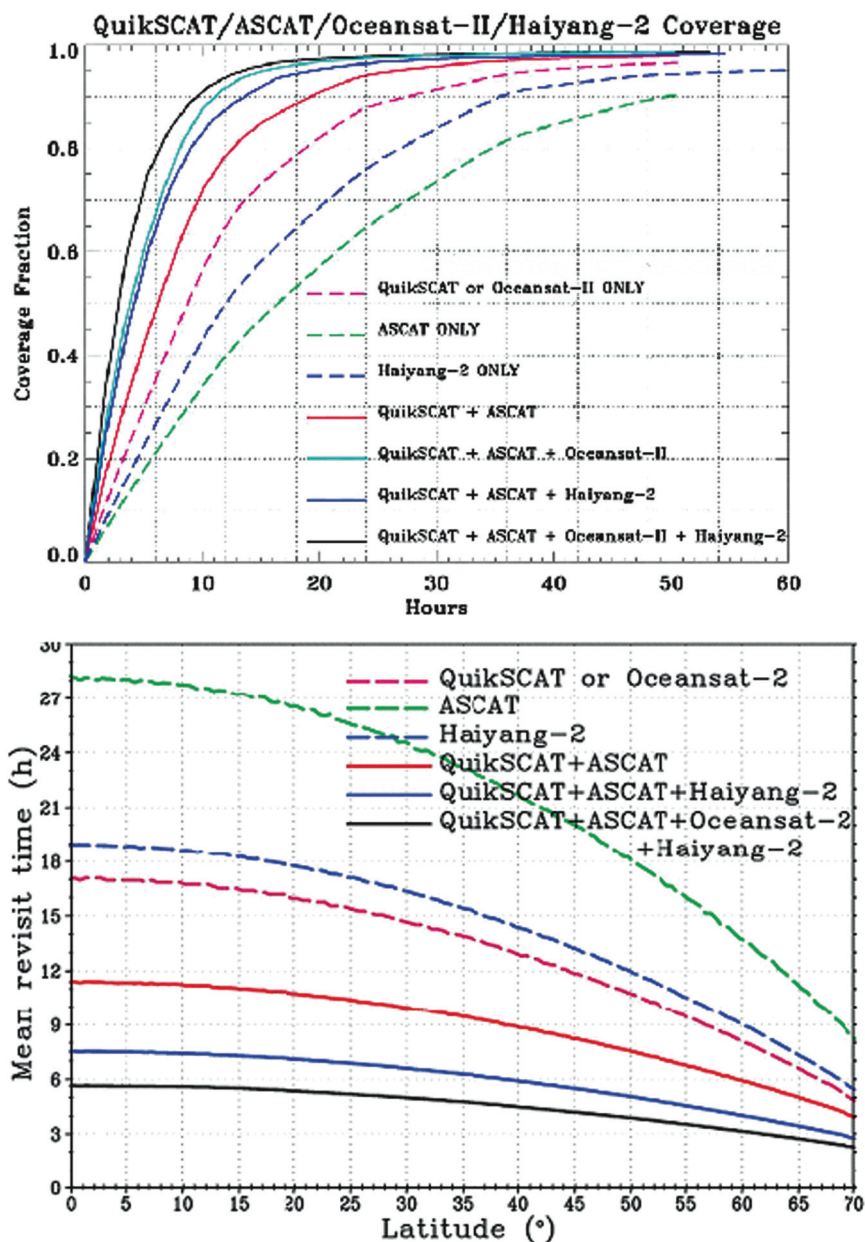 QuikSCAT/ASCAT/Oceansat-II/Haiyang-2 Coverage
1.0
0.8
0.6
0.4
0.2
0.0
Coverage Fraction
QuikSCAT or Oceansat-II ONLY
ASCAT ONLY
Haiyang-2 ONLY
QuikSCAT + ASCAT
QuikSCAT + ASCAT + Oceansat-II
QuikSCAT + ASCAT + Haiyang-2
QuikSCAT + ASCAT + Oceansat-II + Haiyang-2
0 10 20 30 40 50 60
Hours
30
27
24
21
18
15
12
9
6
3
0
Mean revisit time (h)
QuikSCAT or Oceansat-2
ASCAT
Haiyang-2
QuikSCAT+ASCAT
QuikSCAT+ASCAT+Haiyang-2
QuikSCAT+ASCAT+Oceansat-2
+Haiyang-2
0 5 10 15 20 25 30 35 40 45 50 55 60 65 70
Latitude (°)